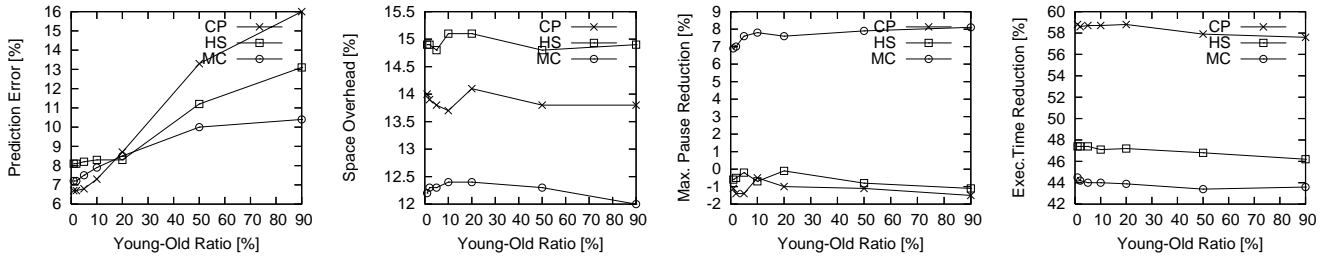 Prediction Error [%]
16
15
14
13
12
11
10
9
8
7
6
0 10 20 30 40 50 60 70 80 90
Young-Old Ratio [%]
CP
HS
MC
Space Overhead [%]
15.5
15
14.5
14
13.5
13
12.5
12
0 10 20 30 40 50 60 70 80 90
Young-Old Ratio [%]
CP
HS
MC
Max. Pause Reduction [%]
9
8
7
6
5
4
3
2
1
0
-1
-2
0 10 20 30 40 50 60 70 80 90
Young-Old Ratio [%]
CP
HS
MC
Exec.Time Reduction [%]
60
58
56
54
52
50
48
46
44
42
0 10 20 30 40 50 60 70 80 90
Young-Old Ratio [%]
CP
HS
MC